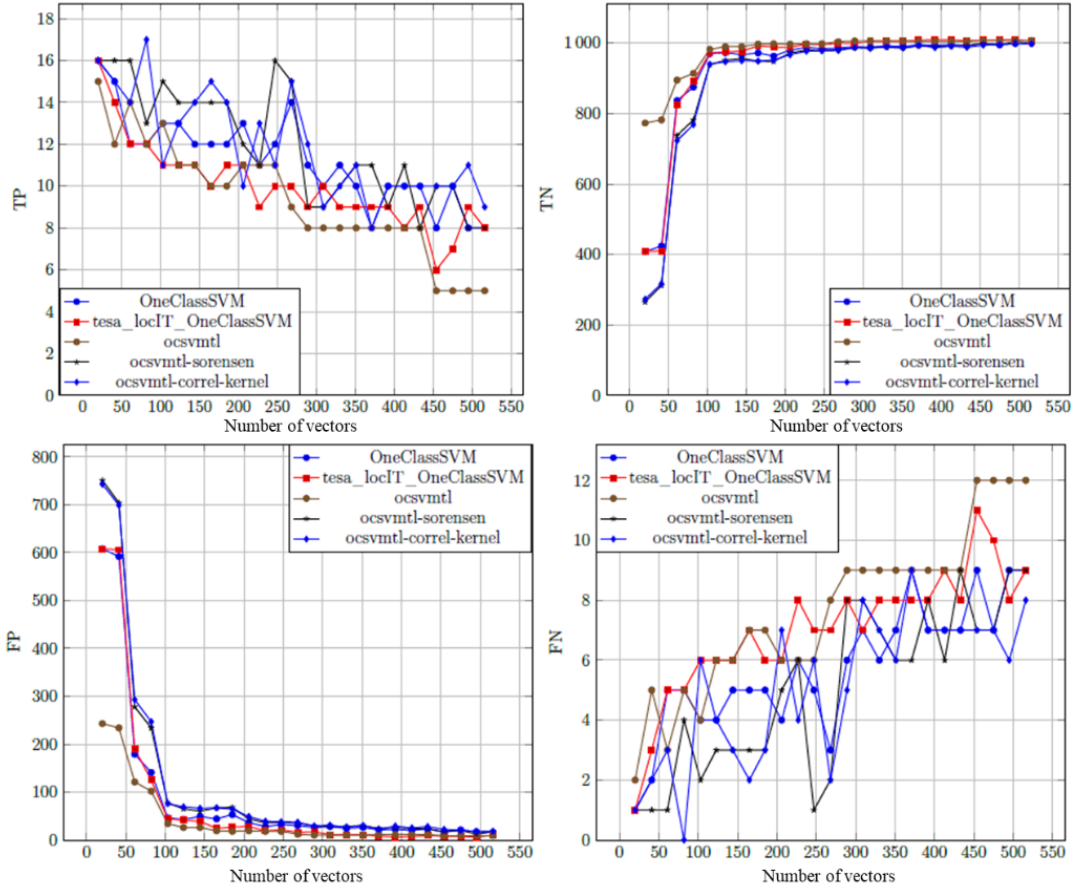 18
16
14
12
10
8
6
4
2
0
TP
OneClassSVM
tesa_locIT_OneClassSVM
ocsvmtl
ocsvmtl-sorensen
ocsvmtl-correl-kernel
0 50 100 150 200 250 300 350 400 450 500 550
Number of vectors
1 000
800
600
400
200
0
TN
OneClassSVM
tesa_locIT_OneClassSVM
ocsvmtl
ocsvmtl-sorensen
ocsvmtl-correl-kernel
0 50 100 150 200 250 300 350 400 450 500 550
Number of vectors
800
700
600
500
400
300
200
100
0
FP
OneClassSVM
tesa_locIT_OneClassSVM
ocsvmtl
ocsvmtl-sorensen
ocsvmtl-correl-kernel
0 50 100 150 200 250 300 350 400 450 500 550
Number of vectors
12
10
8
6
4
2
0
FN
OneClassSVM
tesa_locIT_OneClassSVM
ocsvmtl
ocsvmtl-sorensen
ocsvmtl-correl-kernel
0 50 100 150 200 250 300 350 400 450 500 550
Number of vectors